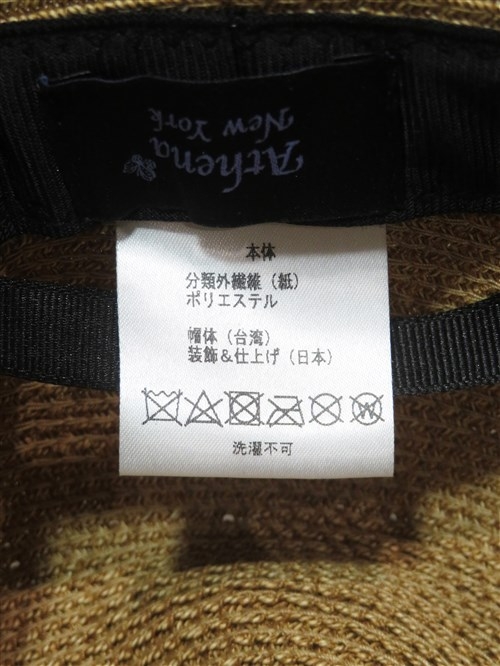 Athena
New York
本体
分類外繊維（紙）
ポリエステル
帽体（台湾）
装飾＆仕上げ（日本）
W
洗濯不可